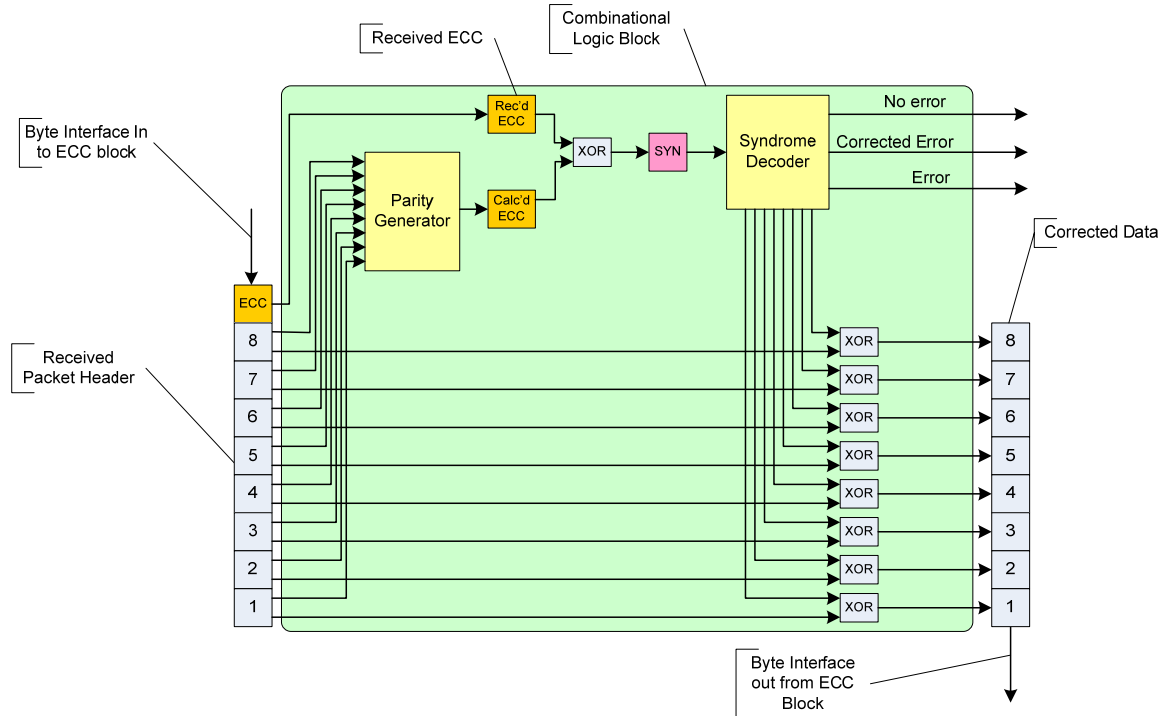 Combinational
Logic Block
Received ECC
Byte Interface In
to ECC block
Rec'd
ECC
XOR
SYN
Syndrome
Decoder
No error
Corrected Error
Error
Parity
Generator
Calc'd
ECC
Corrected Data
Received
Packet Header
ECC
8
7
6
5
4
3
2
1
XOR
XOR
XOR
XOR
XOR
XOR
XOR
XOR
8
7
6
5
4
3
2
1
Byte Interface
out from ECC
Block